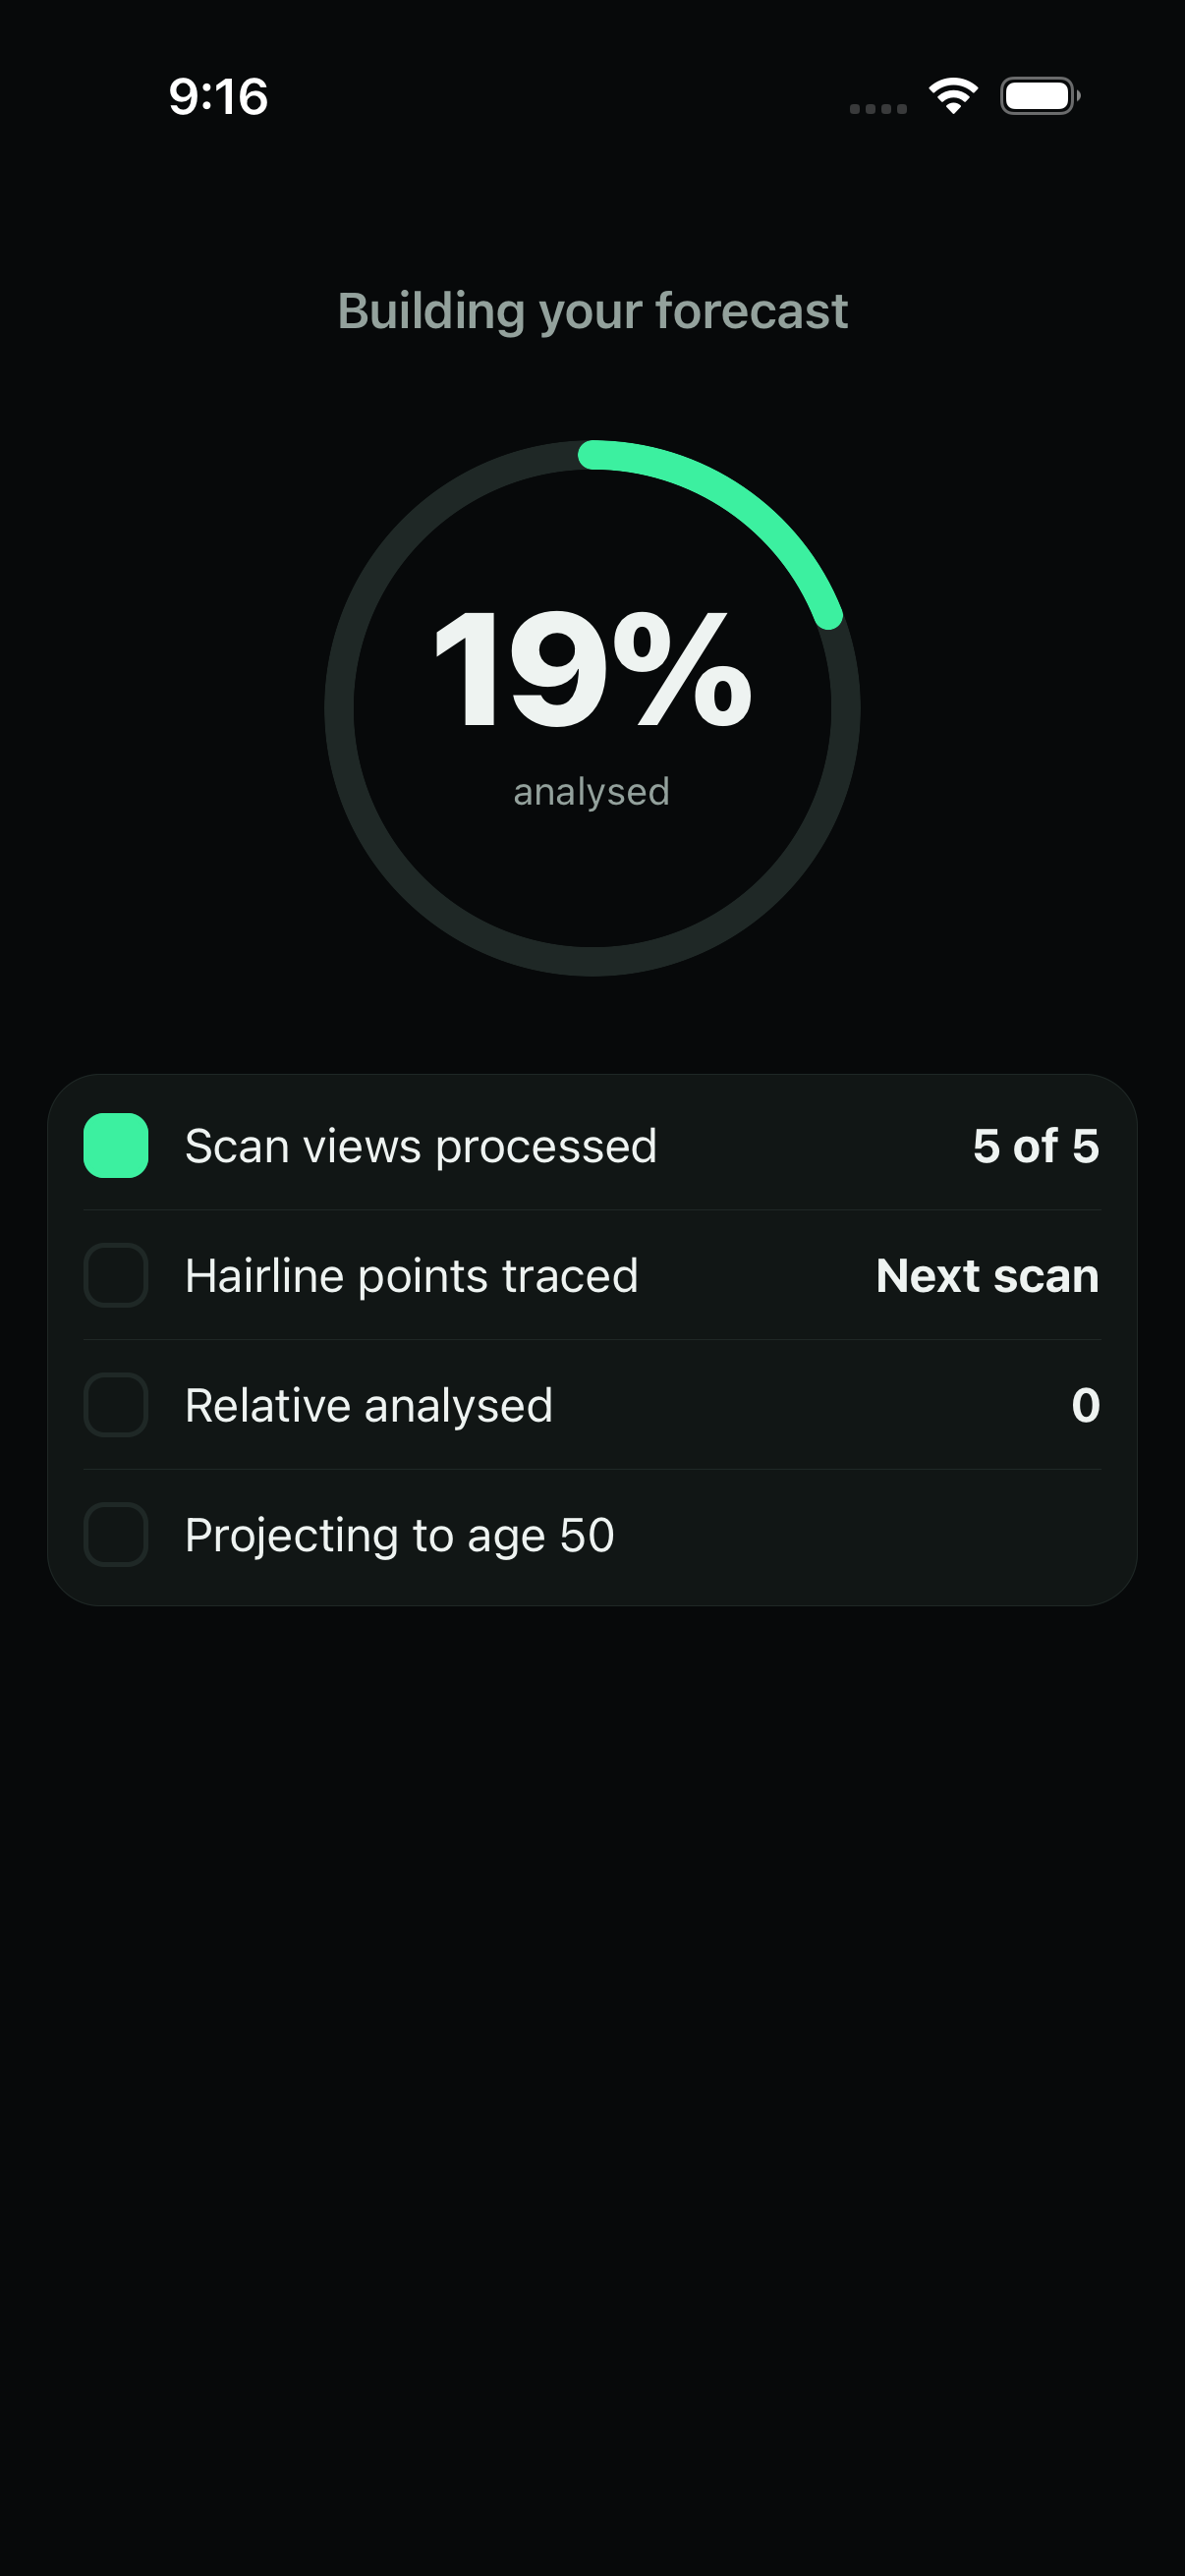 9:16
Building your forecast
19%
analysed
Scan views processed 5 of 5
Hairline points traced Next scan
Relative analysed 0
Projecting to age 50